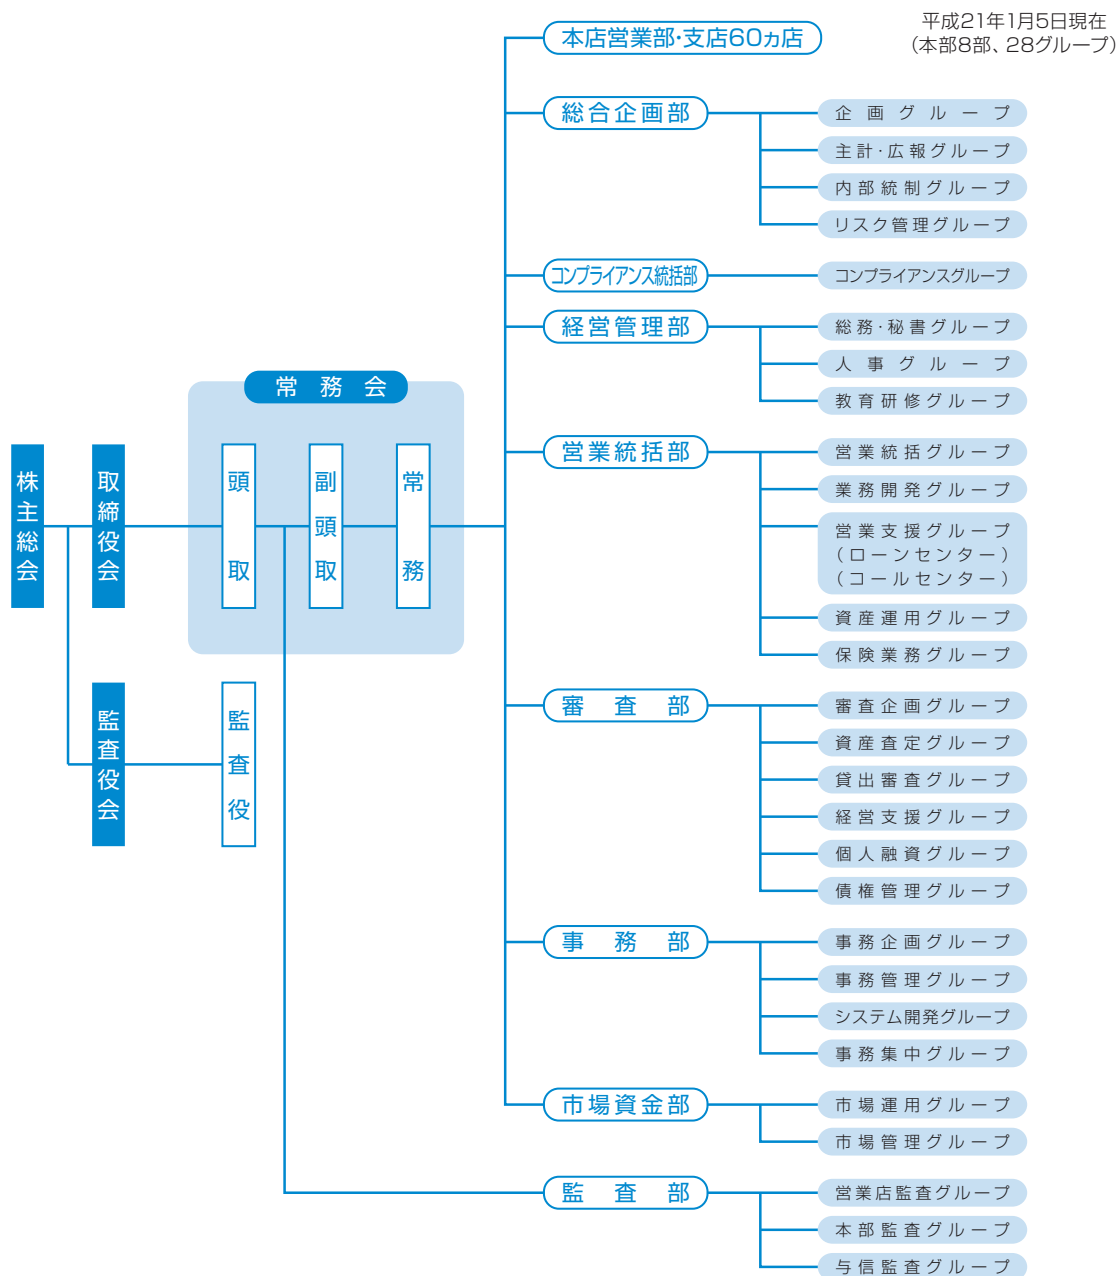 平成21年1月5日現在
(本部8部、28グループ)
本店営業部・支店60ヵ店
総合企画部
企画グループ
主計・広報グループ
内部統制グループ
リスク管理グループ
コンプライアンス統括部
コンプライアンスグループ
経営管理部
総務・秘書グループ
人事グループ
教育研修グループ
常務会
株主総会
取締役会
頭取
副頭取
常務
監査役会
監査役
営業統括部
営業統括グループ
業務開発グループ
営業支援グループ
(ローンセンター)
(コールセンター)
資産運用グループ
保険業務グループ
審査部
審査企画グループ
資産査定グループ
貸出審査グループ
経営支援グループ
個人融資グループ
債権管理グループ
事務部
事務企画グループ
事務管理グループ
システム開発グループ
事務集中グループ
市場資金部
市場運用グループ
市場管理グループ
監査部
営業店監査グループ
本部監査グループ
与信監査グループ